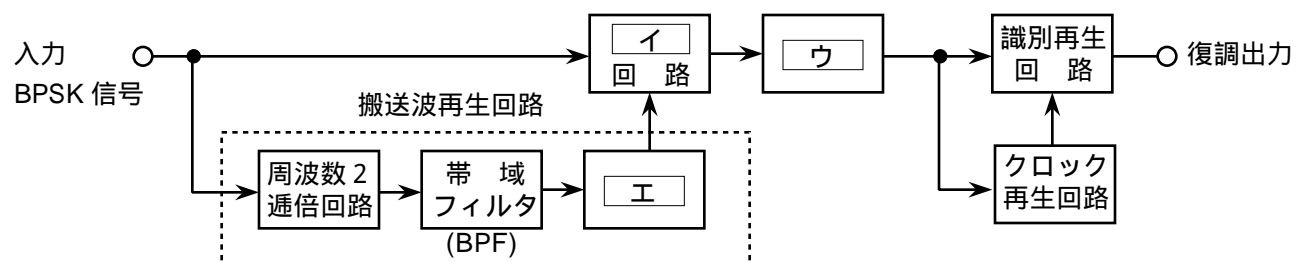 入力
BPSK 信号
イ
回 路
ウ
識別再生
回 路
復調出力
搬送波再生回路
周波数 2
逓倍回路
帯 域
フィルタ
(BPF)
エ
クロック
再生回路